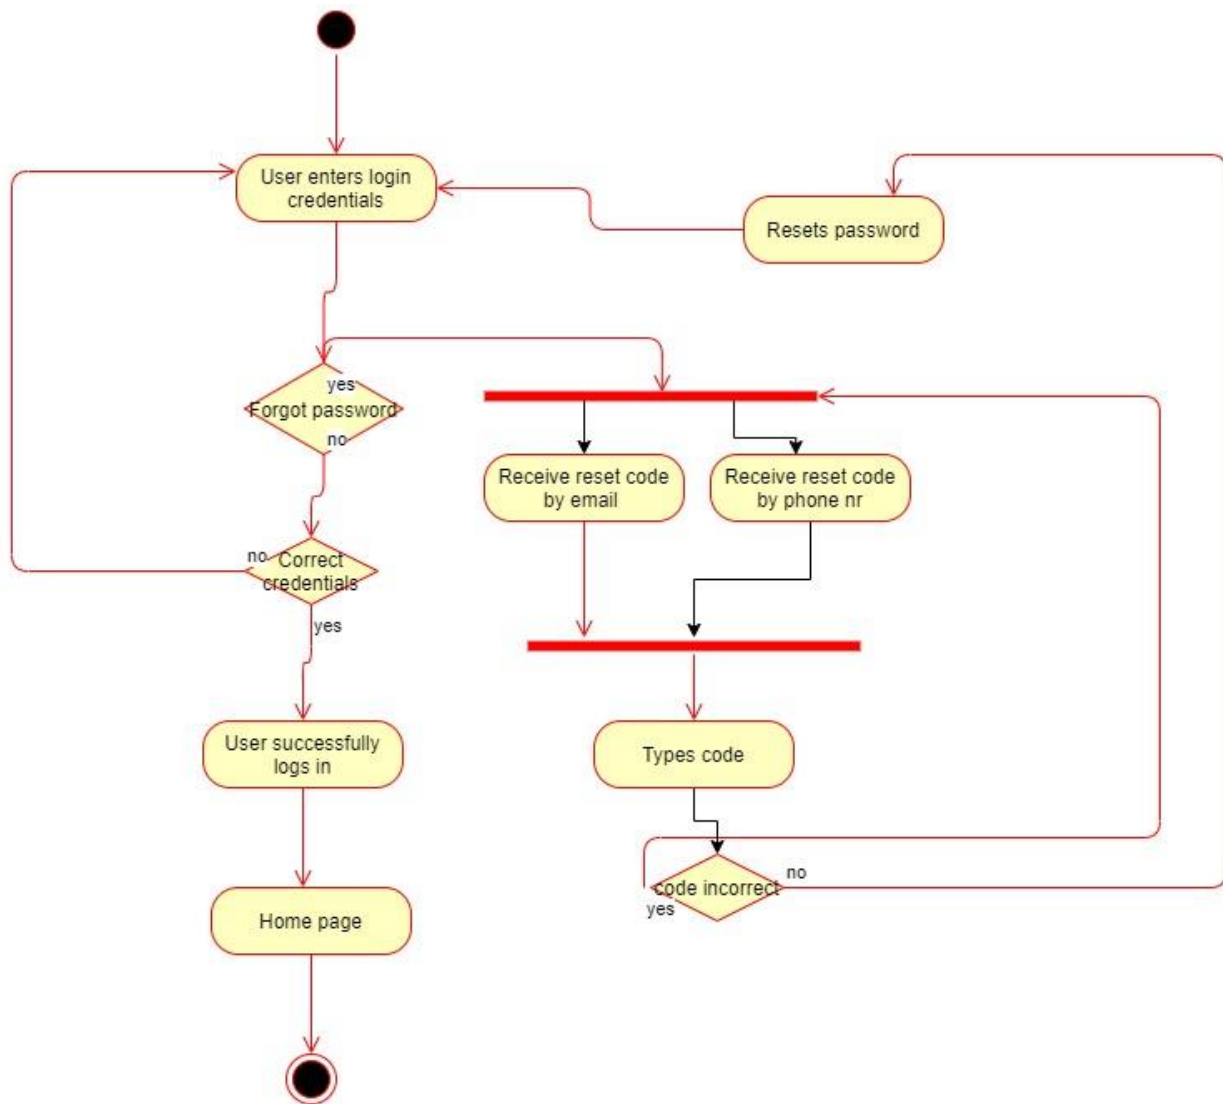 User enters login
credentials
Resets password
yes
Forgot password
no
Receive reset code
by email
Receive reset code
by phone nr
no
Correct
credentials
yes
User successfully
logs in
Types code
code incorrect
no
yes
Home page